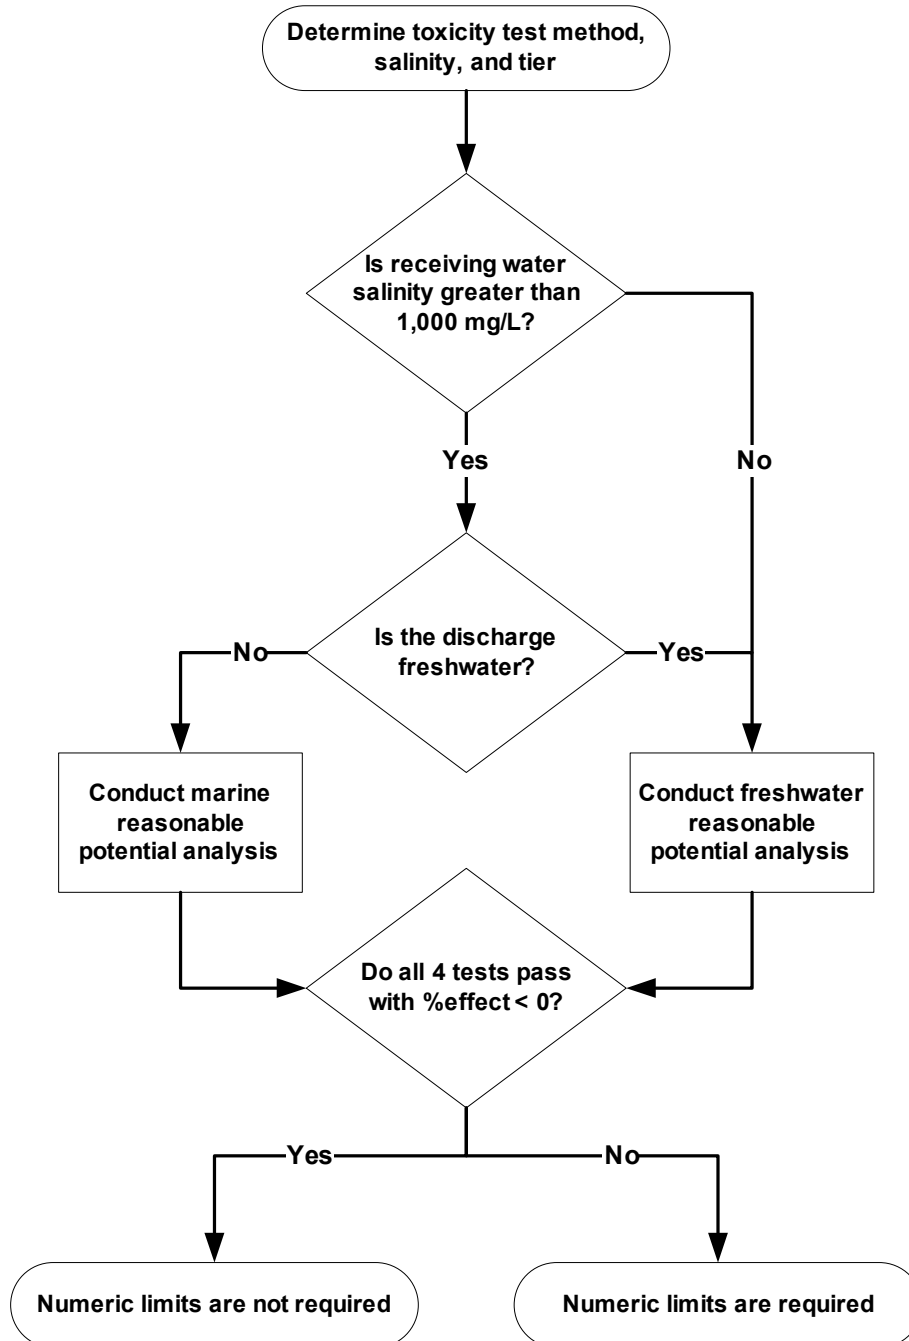 Determine toxicity test method,
salinity, and tier
Is receiving water
salinity greater than
1,000 mg/L?
Yes
No
Is the discharge
freshwater?
No
Yes
Conduct marine
reasonable
potential analysis
Conduct freshwater
reasonable
potential analysis
Do all 4 tests pass
with %effect < 0?
Yes
No
Numeric limits are not required
Numeric limits are required